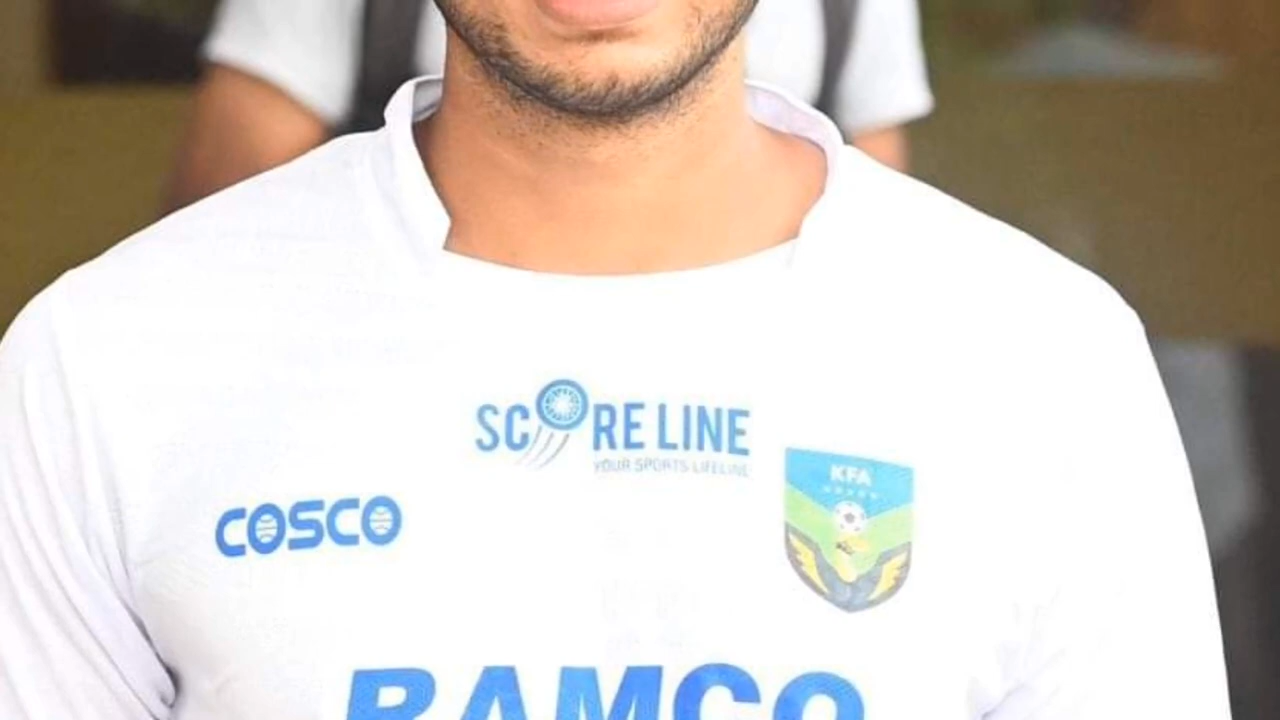 SCORE LINE
YOUR SPORTS LIFELINE
KFA
COSCO
RAMCO